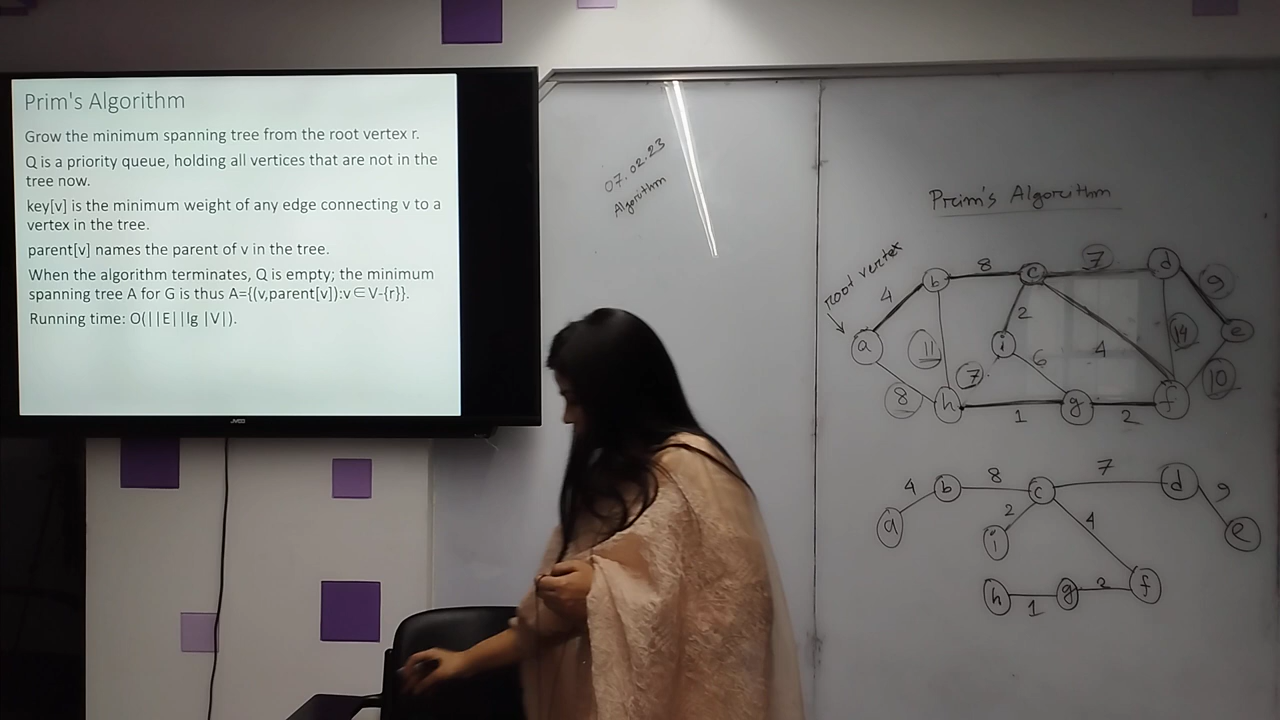 Prim's Algorithm
Grow the minimum spanning tree from the root vertex r.
Q is a priority queue, holding all vertices that are not in the
tree now.
key[v] is the minimum weight of any edge connecting v to a
vertex in the tree.
parent[v] names the parent of v in the tree.
When the algorithm terminates, Q is empty; the minimum
spanning tree A for G is thus A={(v,parent[v]):v∈V-{r}}.
Running time: O(||E||lg |V|).
JVCO
07.02.23
Algorithm
Prim's Algorithm
root vertex
b 8 c 7 d
4 2 9
a 11 i 6 4 14 e
8 7 10
h 1 g 2 f
4 b 8 c 7 d 9
a 2 4 e
i
h 1 g 2 f